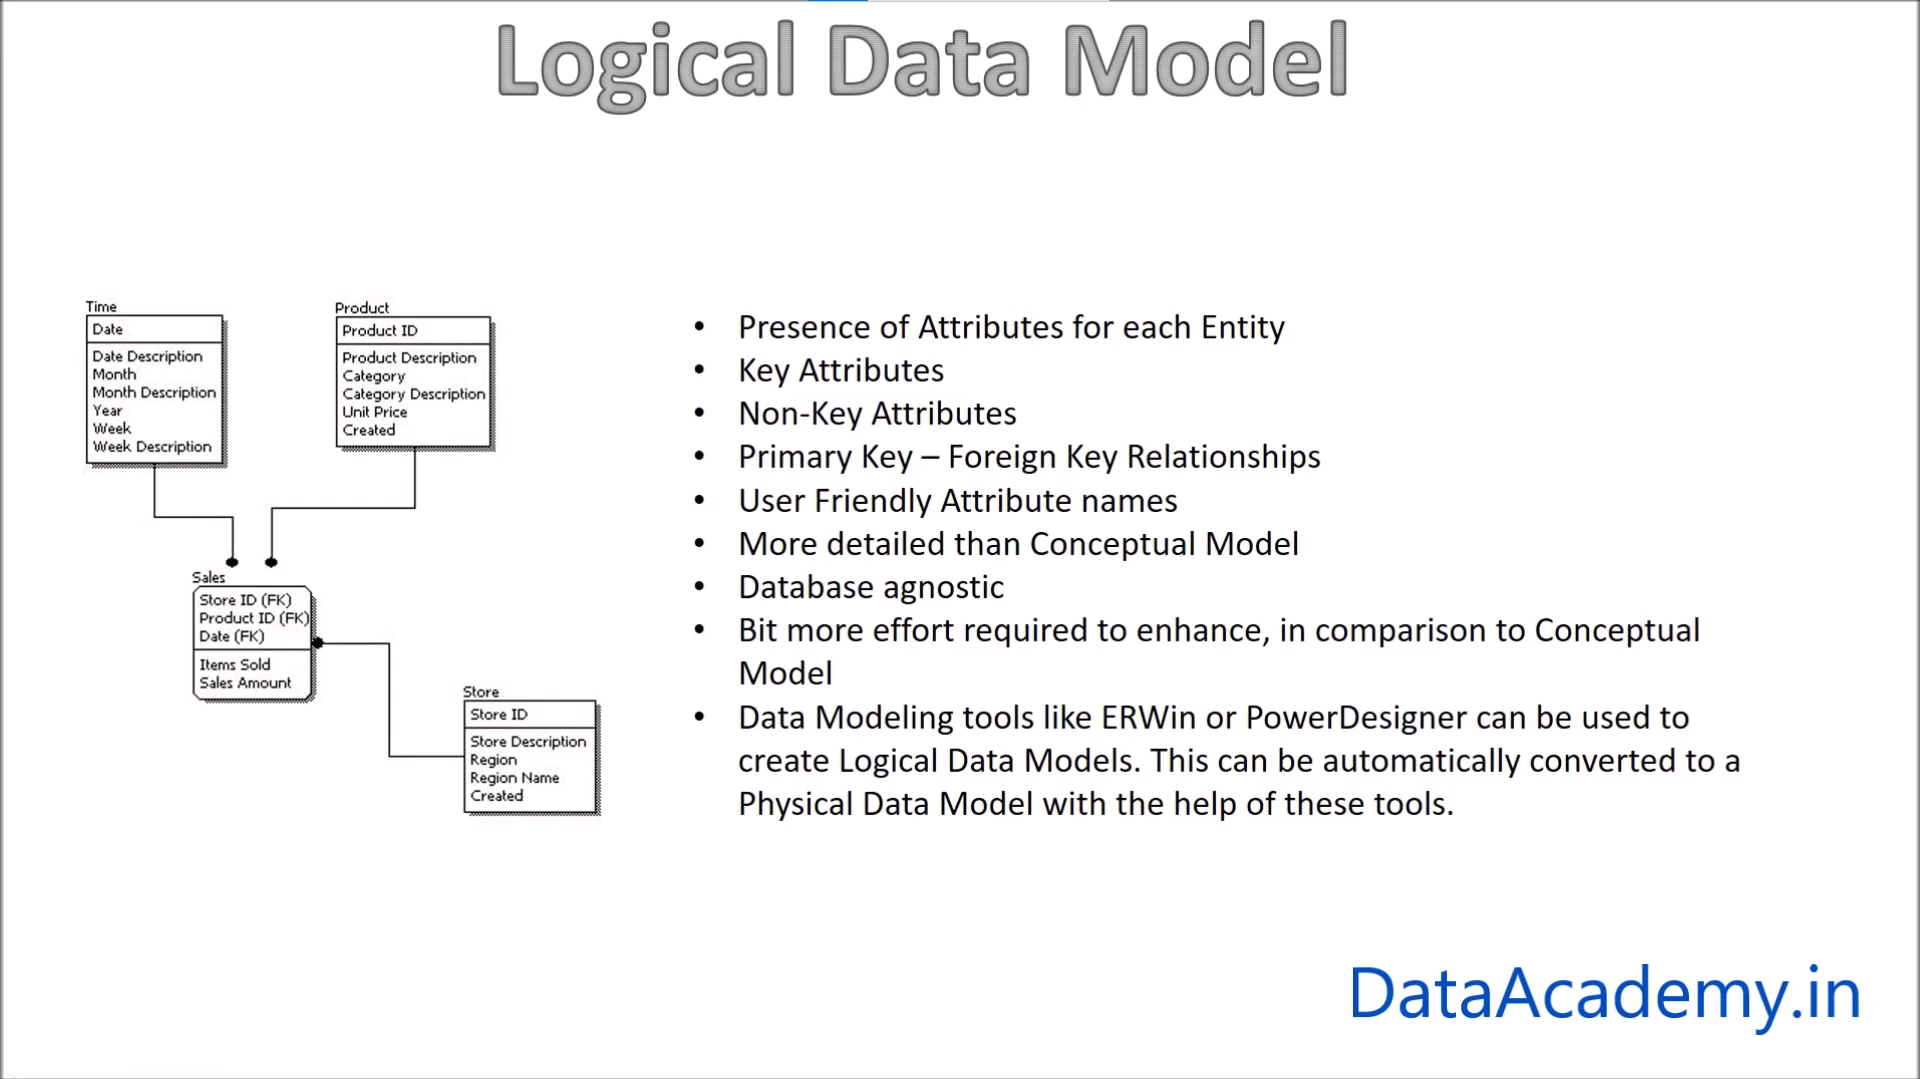 Logical Data Model
Time
Date
Date Description
Month
Month Description
Year
Week
Week Description
Product
Product ID
Product Description
Category
Category Description
Unit Price
Created
Sales
Store ID (FK)
Product ID (FK)
Date (FK)
Items Sold
Sales Amount
Store
Store ID
Store Description
Region
Region Name
Created
• Presence of Attributes for each Entity
• Key Attributes
• Non-Key Attributes
• Primary Key – Foreign Key Relationships
• User Friendly Attribute names
• More detailed than Conceptual Model
• Database agnostic
• Bit more effort required to enhance, in comparison to Conceptual
Model
• Data Modeling tools like ERWin or PowerDesigner can be used to
create Logical Data Models. This can be automatically converted to a
Physical Data Model with the help of these tools.
DataAcademy.in